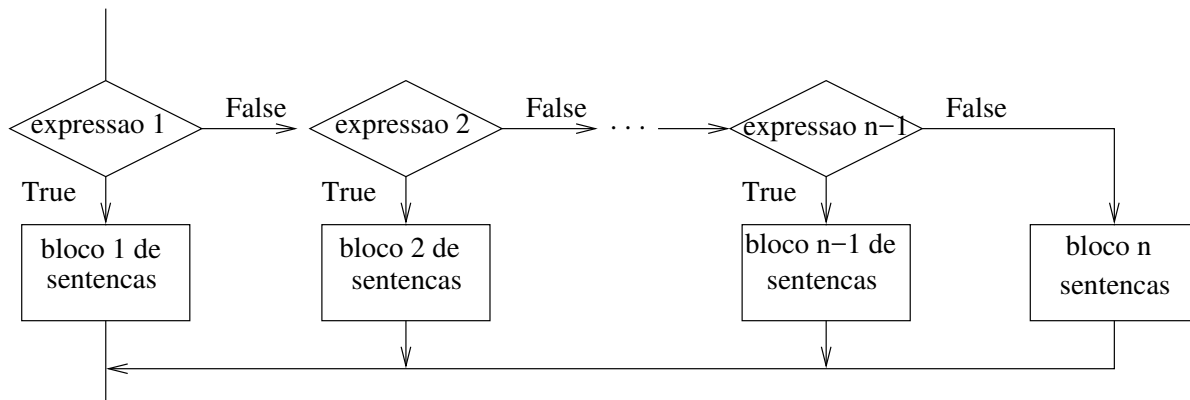 False
False
False
expressao 1
expressao 2
. . .
expressao n−1
True
True
True
bloco 1 de
sentencas
bloco 2 de
sentencas
bloco n−1 de
sentencas
bloco n
sentencas